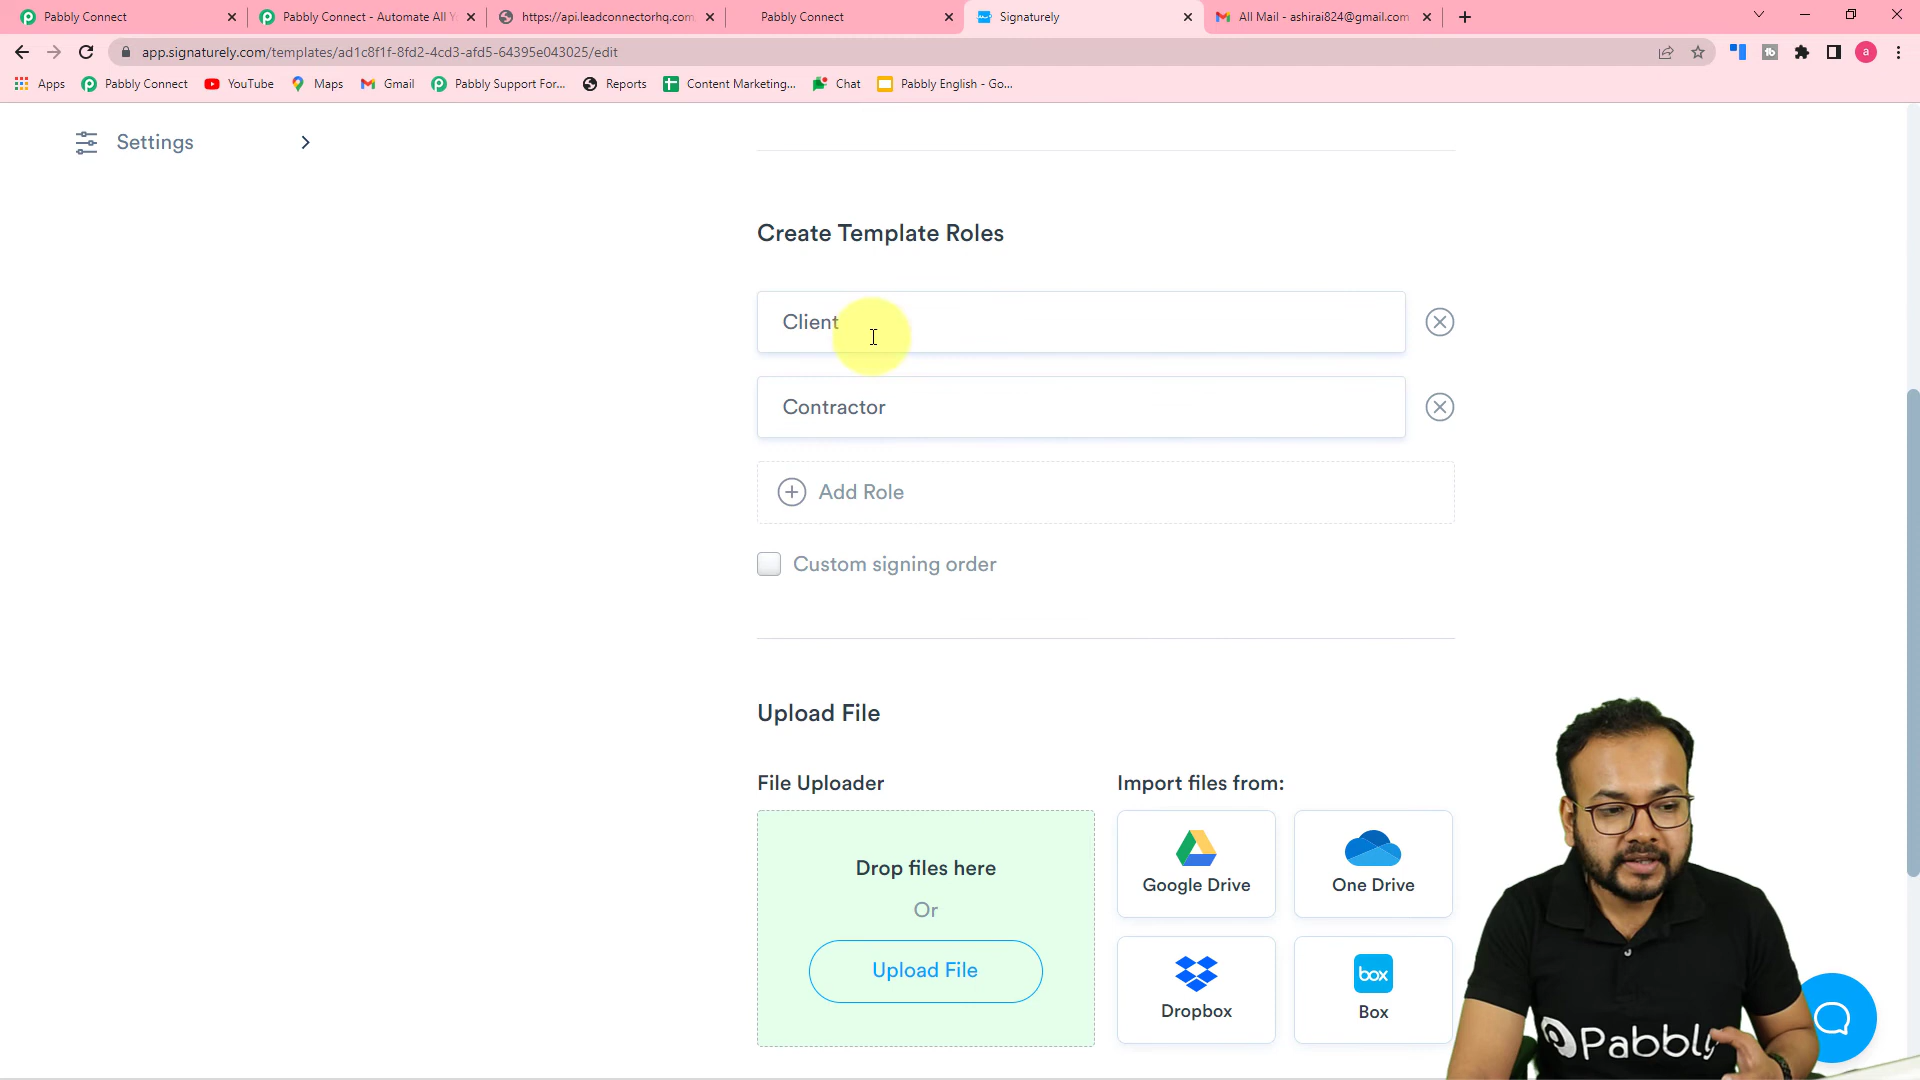 Pabbly Connect
Pabbly Connect - Automate All Y
https://api.leadconnectorhq.com
Pabbly Connect
Signaturely
All Mail - ashirai824@gmail.com
app.signaturely.com/templates/ad1c8f1f-8fd2-4cd3-afd5-64395e043025/edit
Apps
Pabbly Connect
YouTube
Maps
Gmail
Pabbly Support For...
Reports
Content Marketing...
Chat
Pabbly English - Go...
Settings
Create Template Roles
Client
Contractor
Add Role
Custom signing order
Upload File
File Uploader
Import files from:
Drop files here
Or
Upload File
Google Drive
One Drive
Dropbox
box
Box
Pabbly